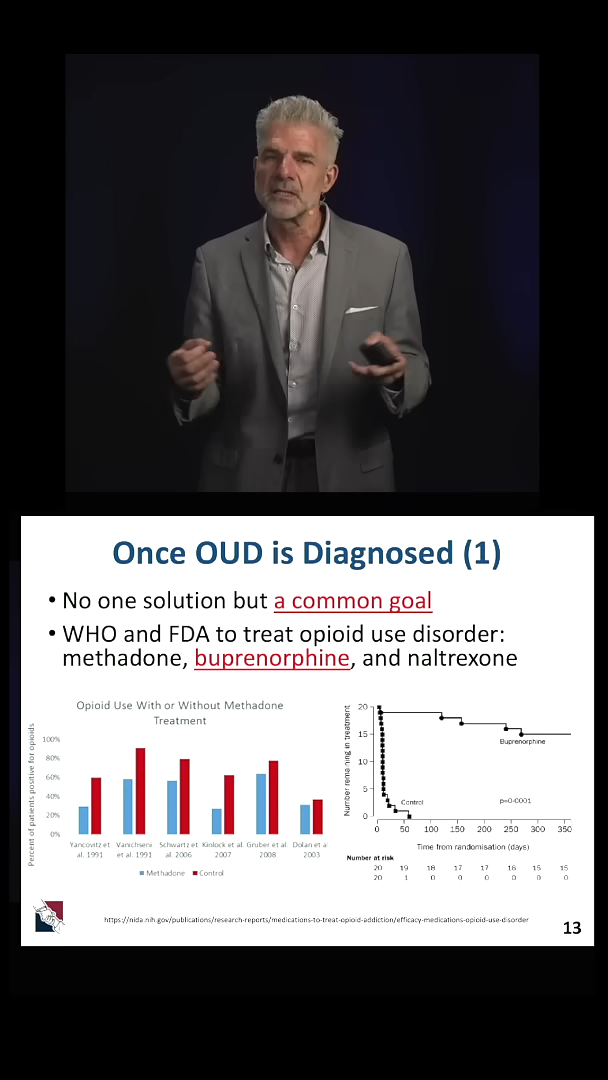 Once OUD is Diagnosed (1)
• No one solution but a common goal
• WHO and FDA to treat opioid use disorder:
methadone, buprenorphine, and naltrexone
Opioid Use With or Without Methadone
Treatment
Percent of patients positive for opioids
100%
80%
60%
40%
20%
0%
Yancovitz et Vanichseni Schwartz et Kinlock et al. Gruber et al. Dolan et al
al. 1991 et al. 1991 al. 2006 2007 2008 2003
Methadone Control
Number remaining in treatment
20
15
10
5
0
Buprenorphine
Control
p=0·0001
0 50 100 150 200 250 300 350
Time from randomisation (days)
Number at risk
20 19 18 17 17 16 15 15
20 1 0 0 0 0 0 0
https://nida.nih.gov/publications/research-reports/medications-to-treat-opioid-addiction/efficacy-medications-opioid-use-disorder
13